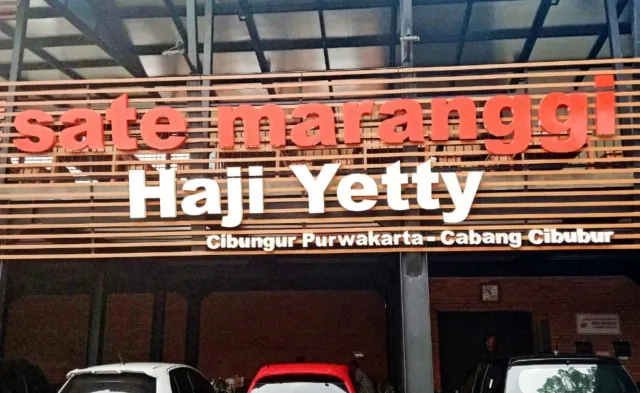 sate maranggi
Haji Yetty
Cibungur Purwakarta - Cabang Cibubur